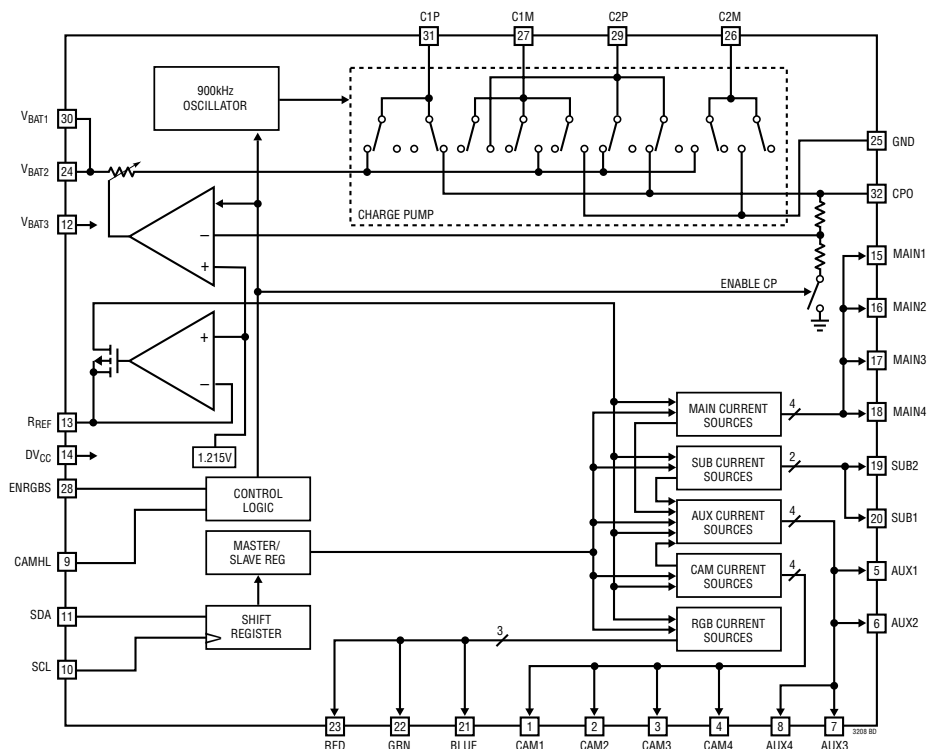 C1P
C1M
C2P
C2M
31
27
29
26
900kHz
OSCILLATOR
VBAT1
30
25
GND
VBAT2
24
32
CPO
CHARGE PUMP
VBAT3
12
–
+
15
MAIN1
ENABLE CP
16
MAIN2
+
–
17
MAIN3
MAIN CURRENT
SOURCES
4
18
MAIN4
RREF
13
1.215V
DVCC
14
SUB CURRENT
SOURCES
2
19
SUB2
ENRGBS
28
CONTROL
LOGIC
AUX CURRENT
SOURCES
4
20
SUB1
MASTER/
SLAVE REG
CAMHL
9
CAM CURRENT
SOURCES
4
5
AUX1
SDA
11
SHIFT
REGISTER
RGB CURRENT
SOURCES
3
6
AUX2
SCL
10
23
22
21
1
2
3
4
8
7
3208 BD
RED
GRN
BLUE
CAM1
CAM2
CAM3
CAM4
AUX4
AUX3